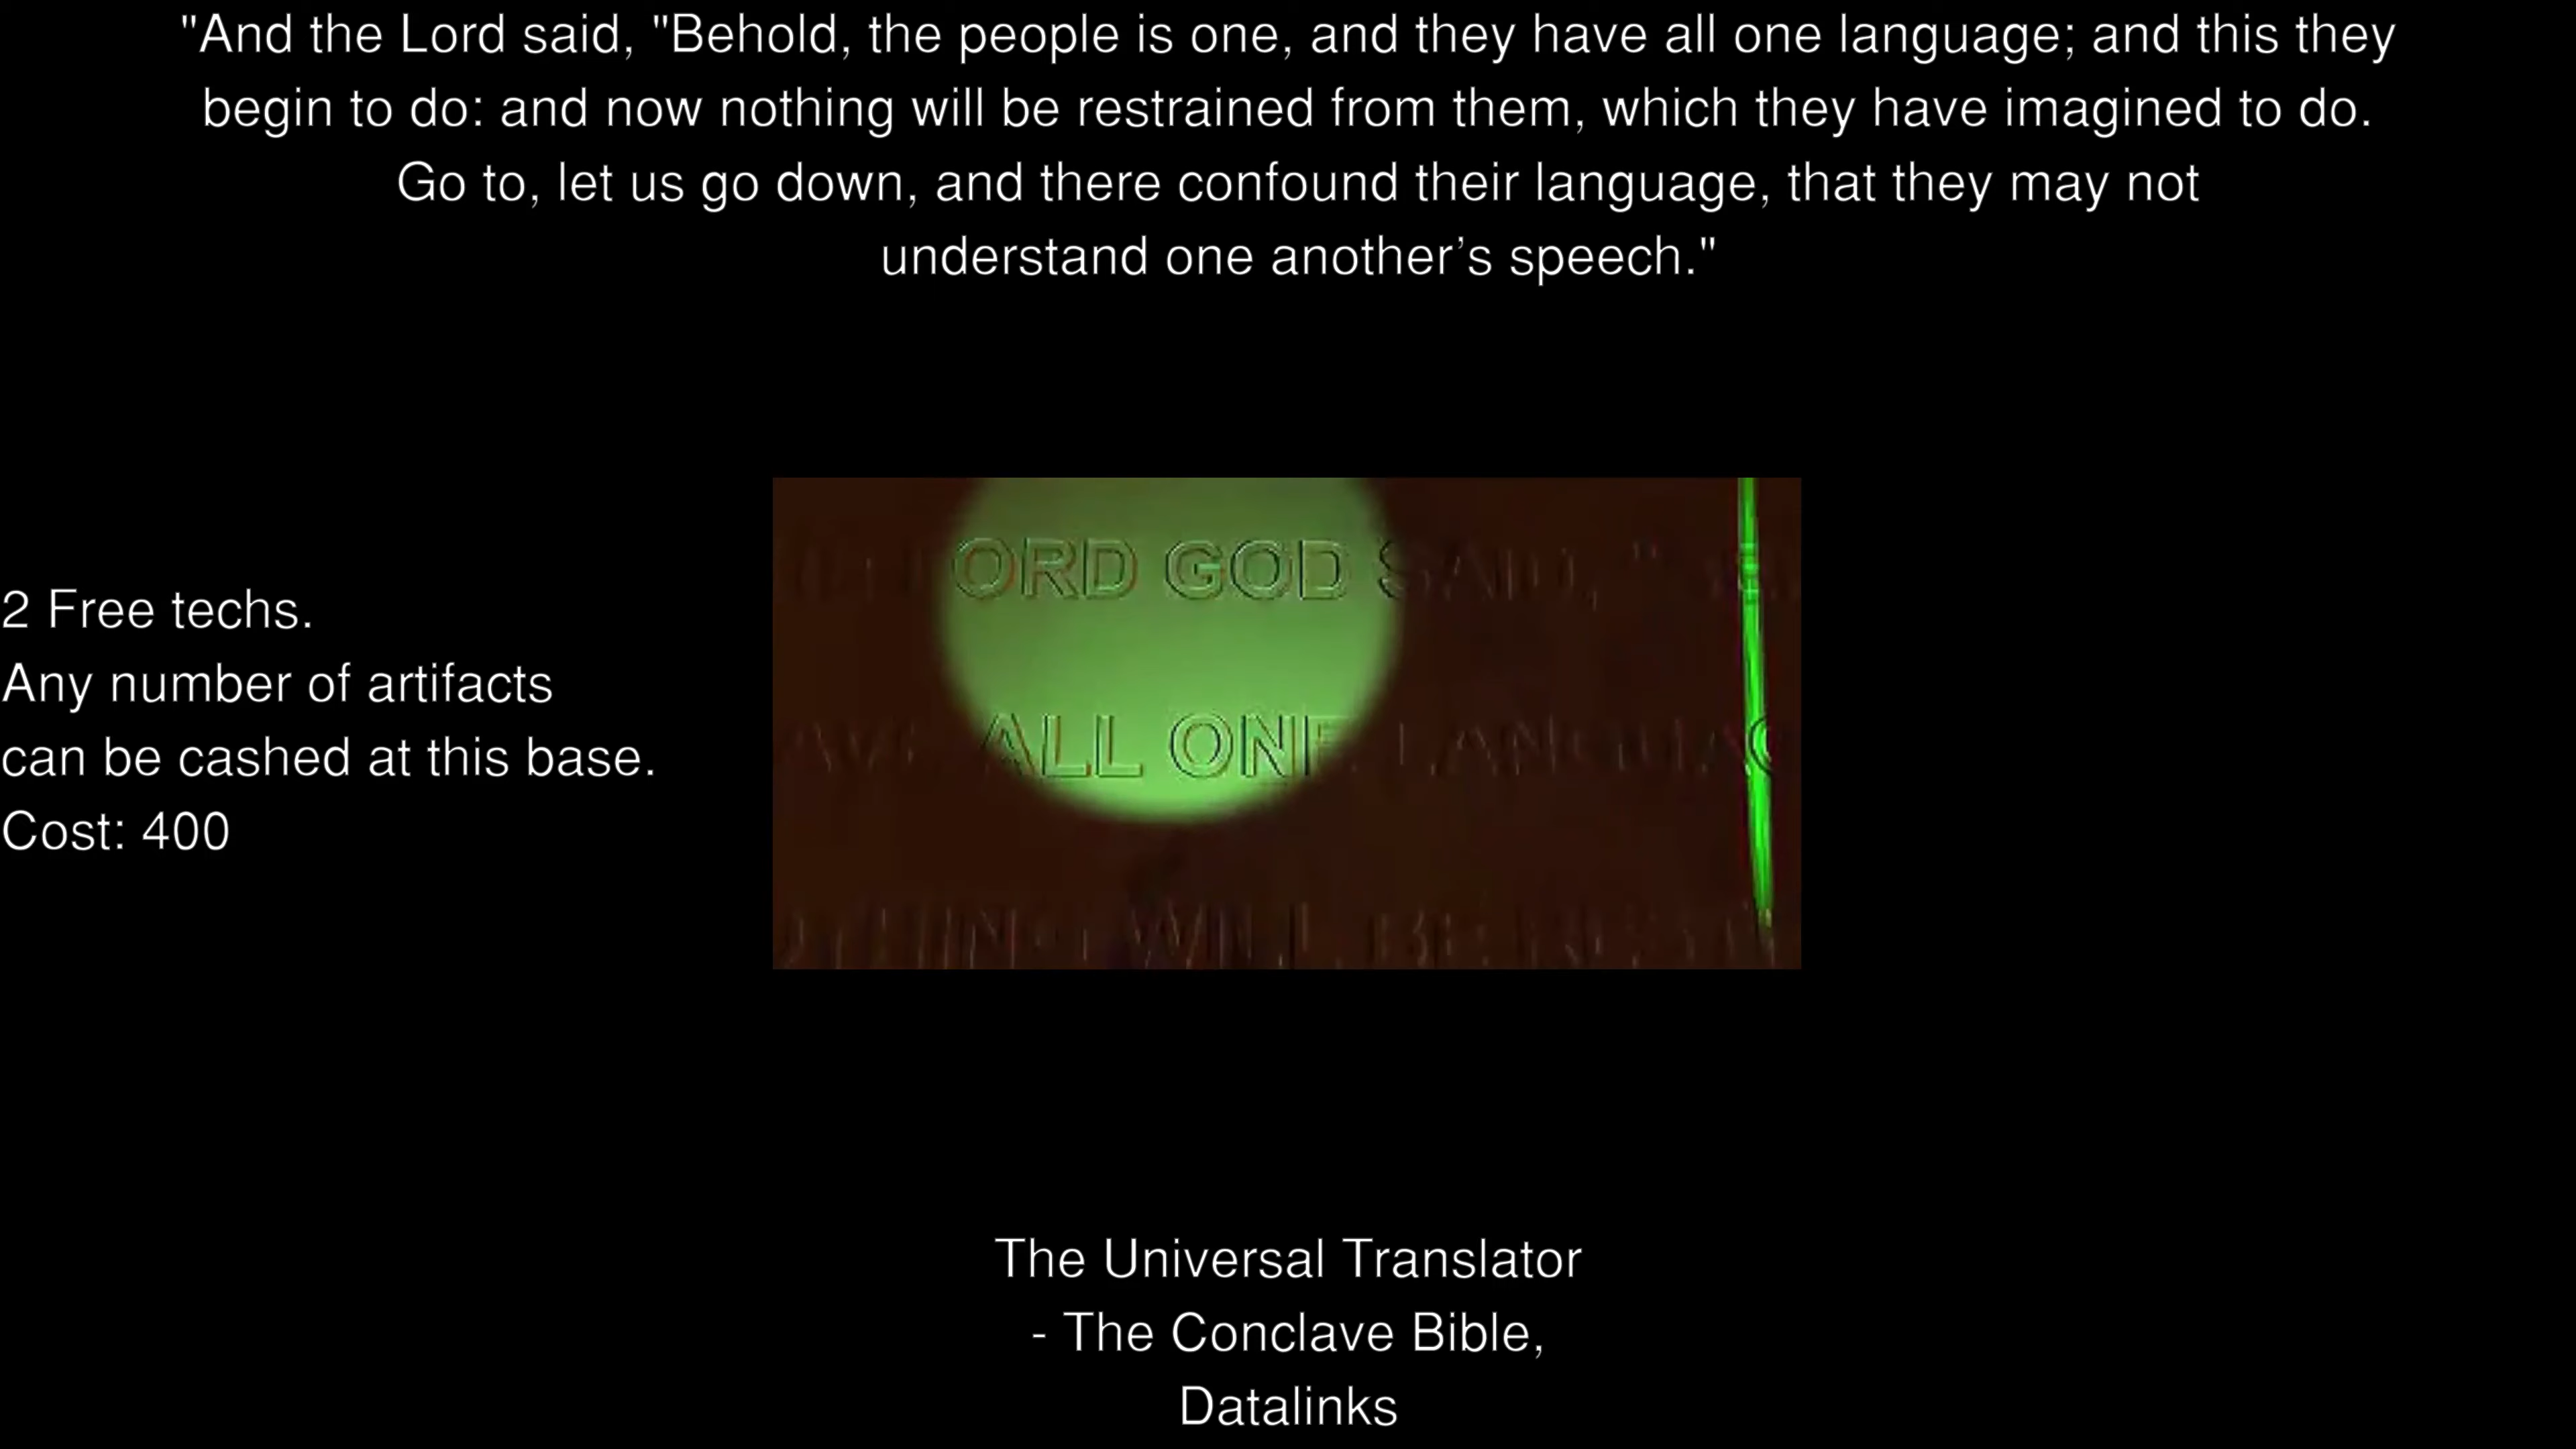 "And the Lord said, "Behold, the people is one, and they have all one language; and this they
begin to do: and now nothing will be restrained from them, which they have imagined to do.
Go to, let us go down, and there confound their language, that they may not
understand one another’s speech."
ORD GOD SAID, "
ALL ONE LANGUAG
WILL BE
2 Free techs.
Any number of artifacts
can be cashed at this base.
Cost: 400
The Universal Translator
- The Conclave Bible,
Datalinks